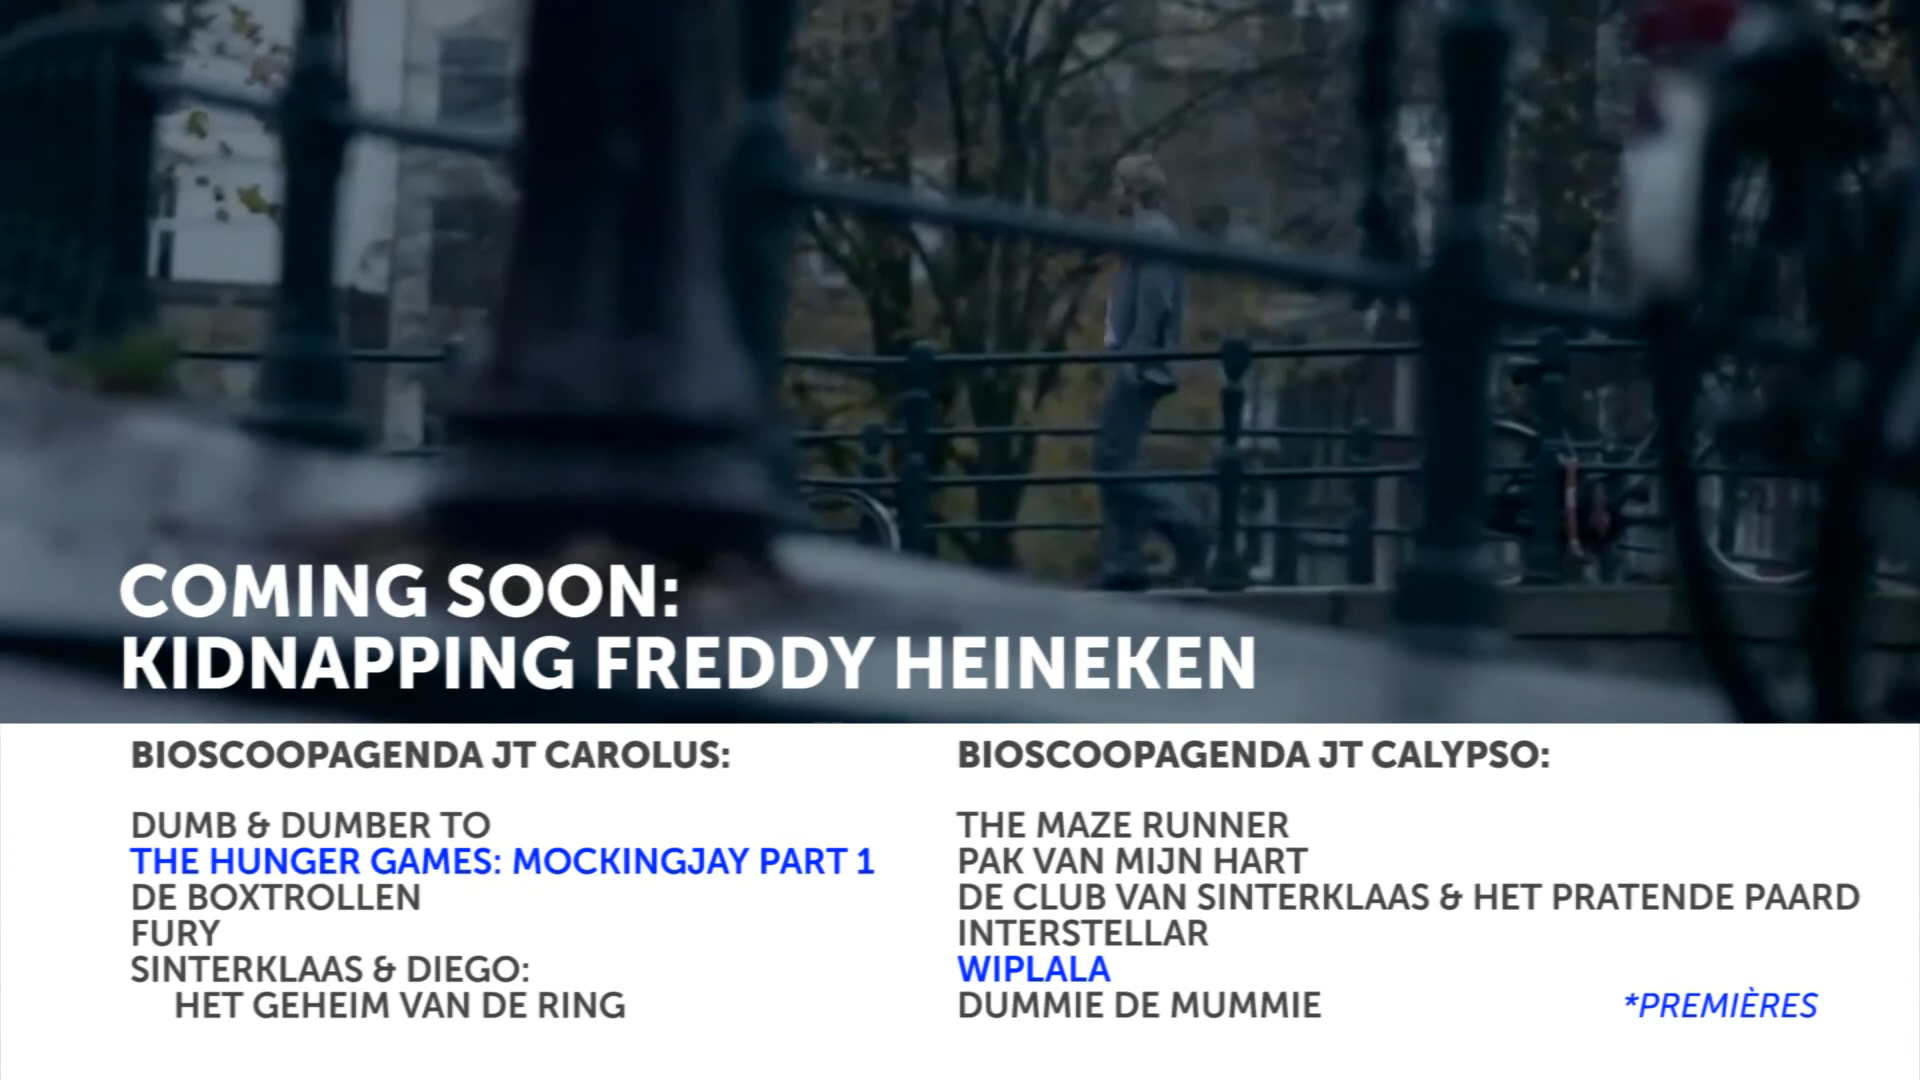 COMING SOON:
KIDNAPPING FREDDY HEINEKEN
BIOSCOOPAGENDA JT CAROLUS:
DUMB & DUMBER TO
THE HUNGER GAMES: MOCKINGJAY PART 1
DE BOXTROLLEN
FURY
SINTERKLAAS & DIEGO:
HET GEHEIM VAN DE RING
BIOSCOOPAGENDA JT CALYPSO:
THE MAZE RUNNER
PAK VAN MIJN HART
DE CLUB VAN SINTERKLAAS & HET PRATENDE PAARD
INTERSTELLAR
WIPLALA
DUMMIE DE MUMMIE
*PREMIÈRES